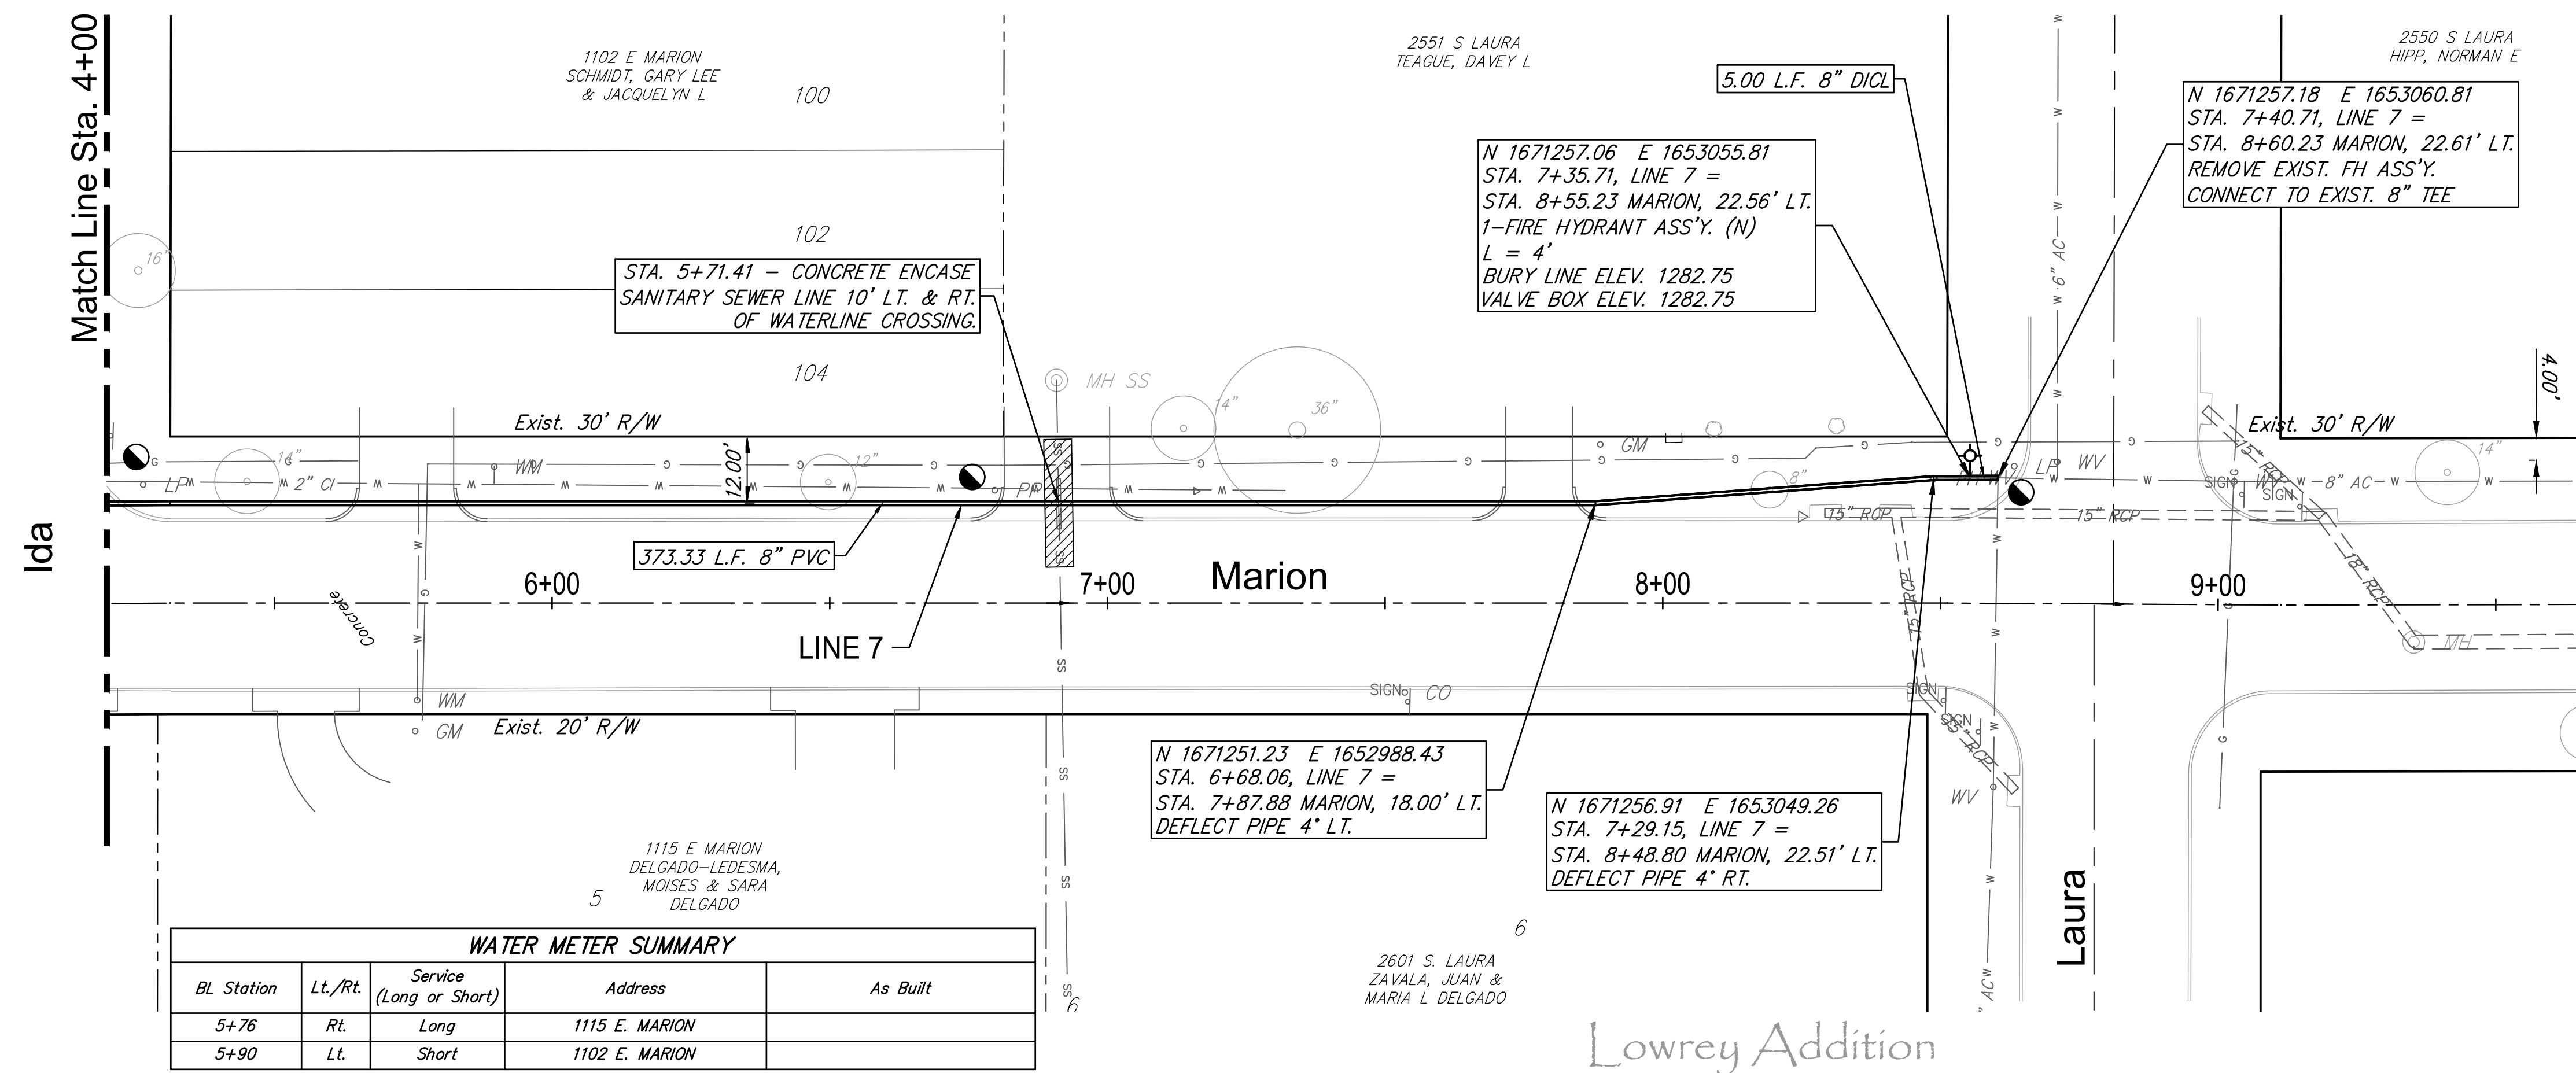 Match Line Sta. 4+00
Ida
1102 E MARION
SCHMIDT, GARY LEE
& JACQUELYN L
100
102
104
2551 S LAURA
TEAGUE, DAVEY L
2550 S LAURA
HIPP, NORMAN E
5.00 L.F. 8" DICL
N 1671257.18 E 1653060.81
STA. 7+40.71, LINE 7 =
STA. 8+60.23 MARION, 22.61' LT.
REMOVE EXIST. FH ASS'Y.
CONNECT TO EXIST. 8" TEE
N 1671257.06 E 1653055.81
STA. 7+35.71, LINE 7 =
STA. 8+55.23 MARION, 22.56' LT.
1-FIRE HYDRANT ASS'Y. (N)
L = 4'
BURY LINE ELEV. 1282.75
VALVE BOX ELEV. 1282.75
STA. 5+71.41 - CONCRETE ENCASE
SANITARY SEWER LINE 10' LT. & RT.
OF WATERLINE CROSSING.
16"
W 6" AC W
4.00'
MH SS
14"
36"
Exist. 30' R/W
Exist. 30' R/W
12.00'
GM
14"
WM
12"
LP
2" CI
PP
8"
LP
WV
SIGN
SIGN
8" AC
14"
15" RCP
15" RCP
15" RCP
15" RCP
18" RCP
MH
373.33 L.F. 8" PVC
6+00
7+00
Marion
8+00
9+00
Concrete
LINE 7
WM
GM
Exist. 20' R/W
SIGN
CO
SIGN
SIGN
15" RCP
WV
N 1671251.23 E 1652988.43
STA. 6+68.06, LINE 7 =
STA. 7+87.88 MARION, 18.00' LT.
DEFLECT PIPE 4° LT.
N 1671256.91 E 1653049.26
STA. 7+29.15, LINE 7 =
STA. 8+48.80 MARION, 22.51' LT.
DEFLECT PIPE 4° RT.
1115 E MARION
DELGADO-LEDESMA,
MOISES & SARA
DELGADO
5
6
6
2601 S. LAURA
ZAVALA, JUAN &
MARIA L DELGADO
Laura
" ACW
WATER METER SUMMARY
BL Station Lt./Rt. Service (Long or Short) Address As Built
5+76 Rt. Long 1115 E. MARION
5+90 Lt. Short 1102 E. MARION
Lowrey Addition